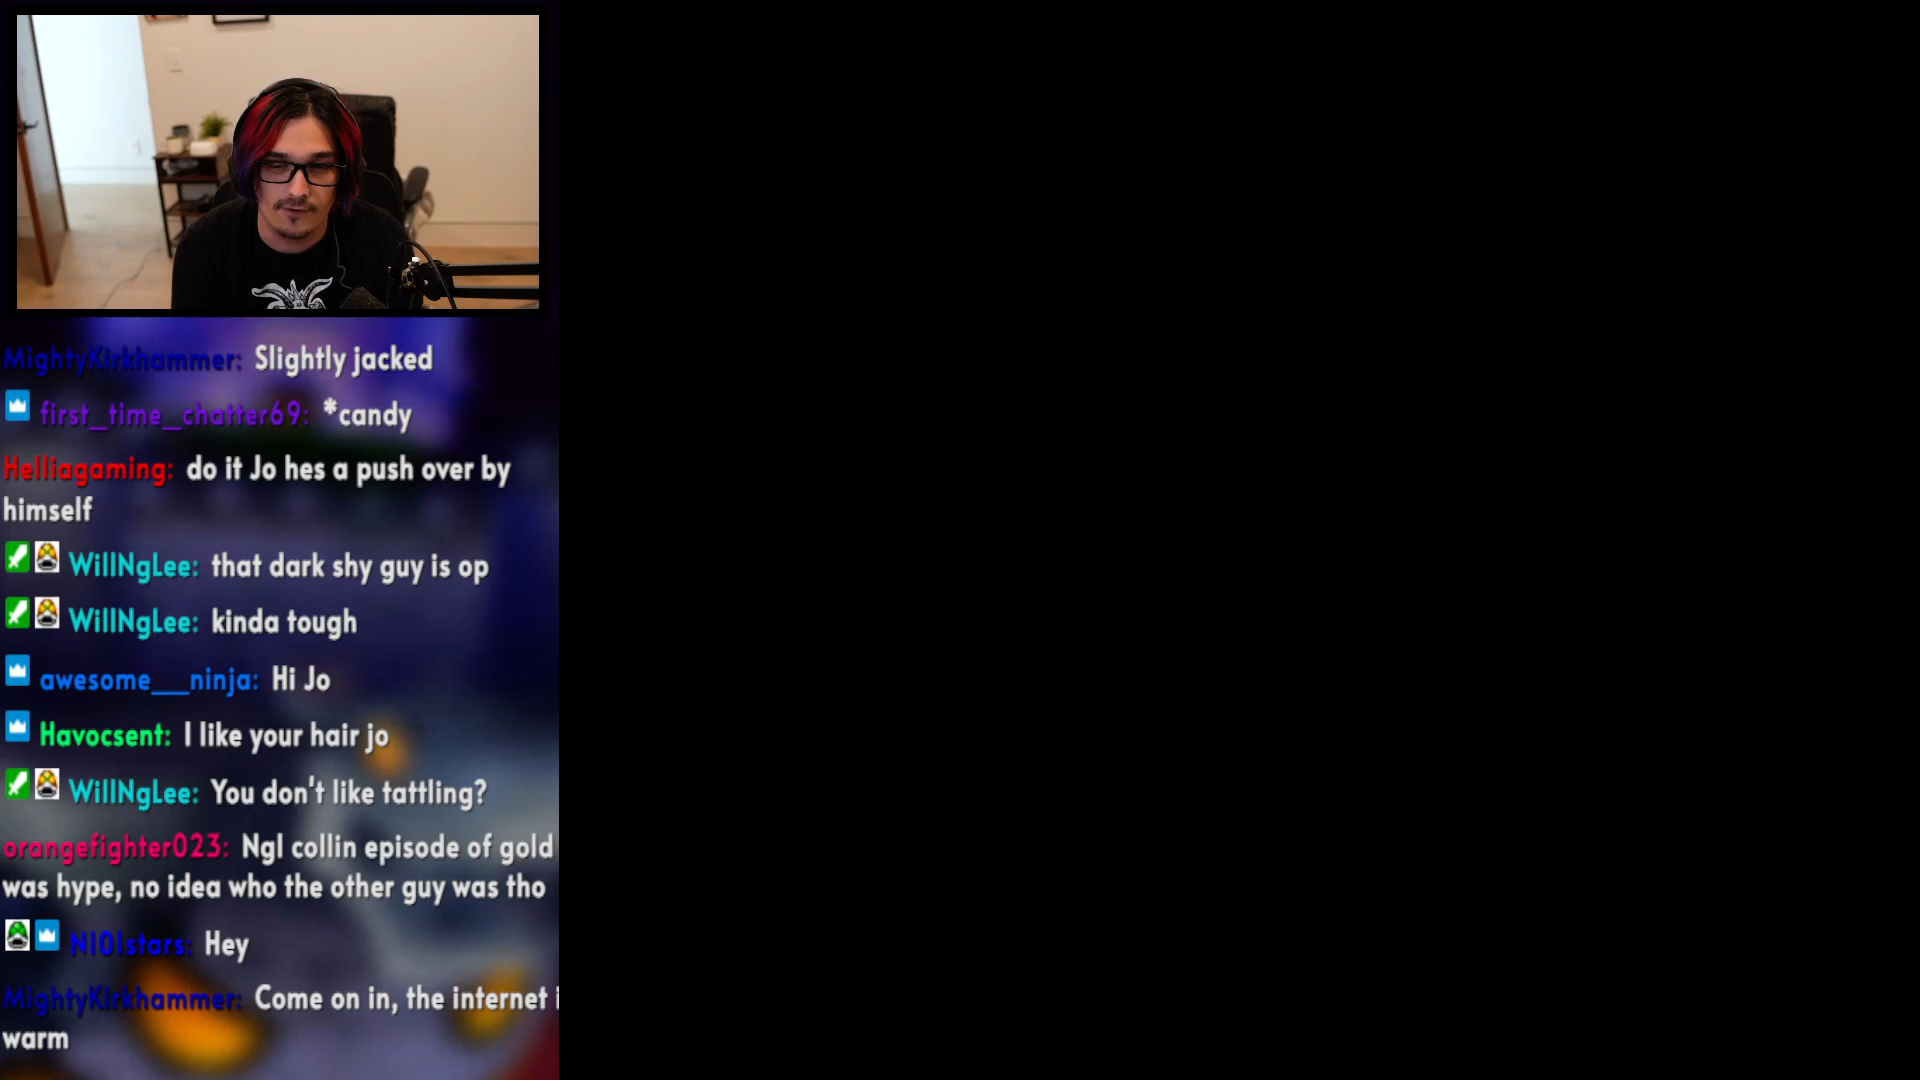 MightyKirkhammer: Slightly jacked
first_time_chatter69: *candy
Helliagaming: do it Jo hes a push over by
himself
WillNgLee: that dark shy guy is op
WillNgLee: kinda tough
awesome__ninja: Hi Jo
Havocsent: I like your hair jo
WillNgLee: You don't like tattling?
orangefighter023: Ngl collin episode of gold
was hype, no idea who the other guy was tho
N101stars: Hey
MightyKirkhammer: Come on in, the internet i
warm